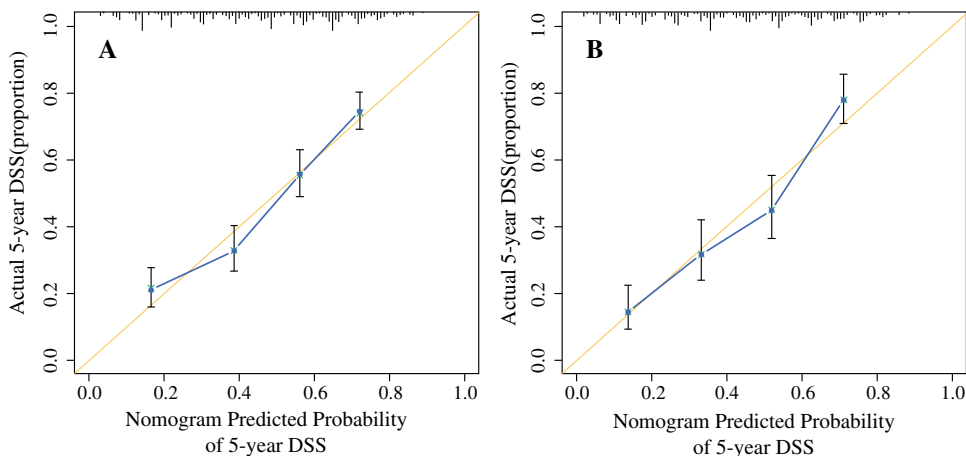 A
Actual 5-year DSS(proportion)
1.0
0.8
0.6
0.4
0.2
0.0
0.0 0.2 0.4 0.6 0.8 1.0
Nomogram Predicted Probability
of 5-year DSS
B
Actual 5-year DSS(proportion)
1.0
0.8
0.6
0.4
0.2
0.0
0.0 0.2 0.4 0.6 0.8 1.0
Nomogram Predicted Probability
of 5-year DSS